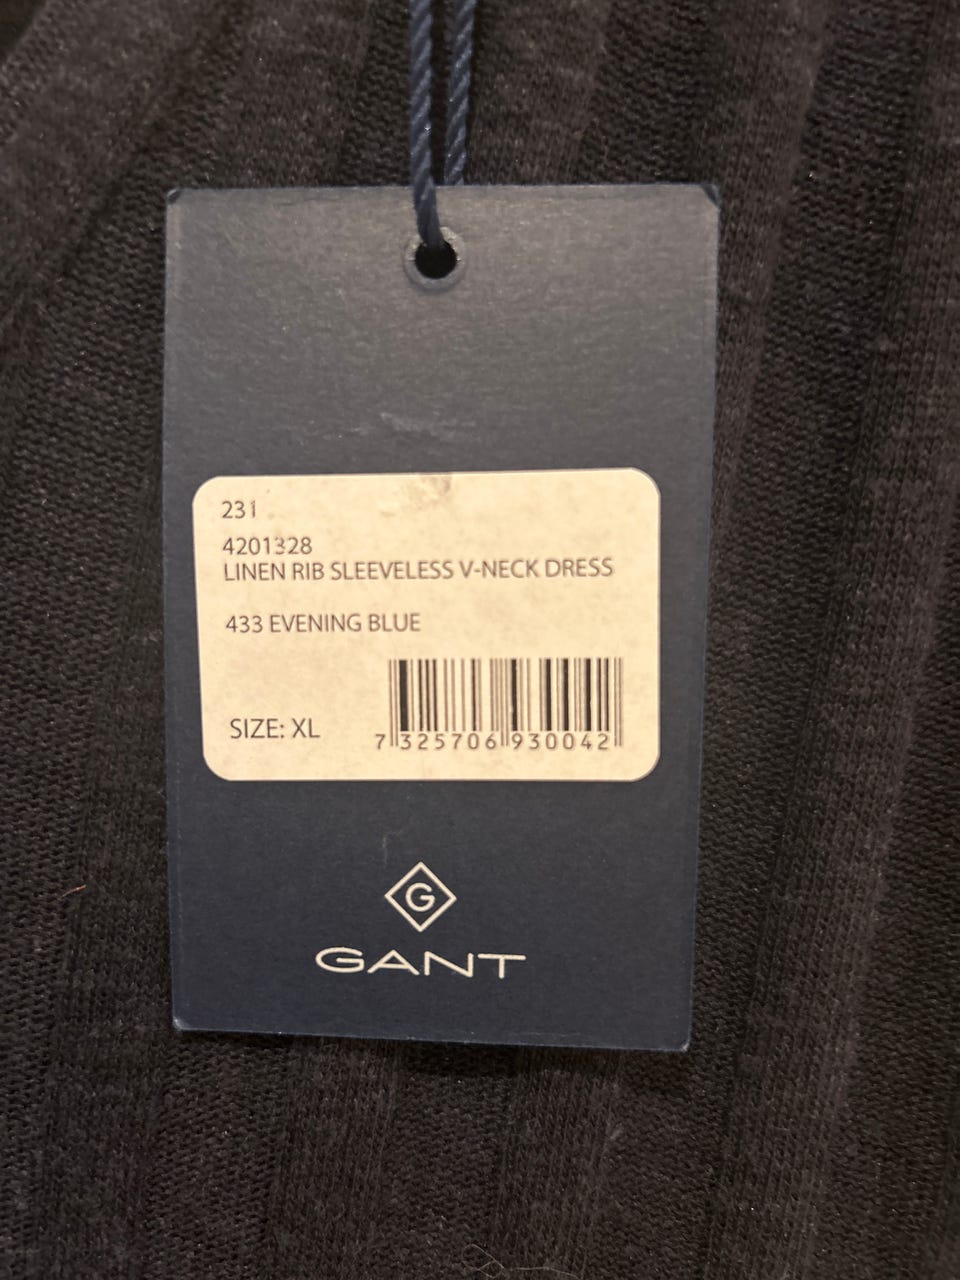 231
4201328
LINEN RIB SLEEVELESS V-NECK DRESS
433 EVENING BLUE
SIZE: XL
7 325706 930042
G
GANT